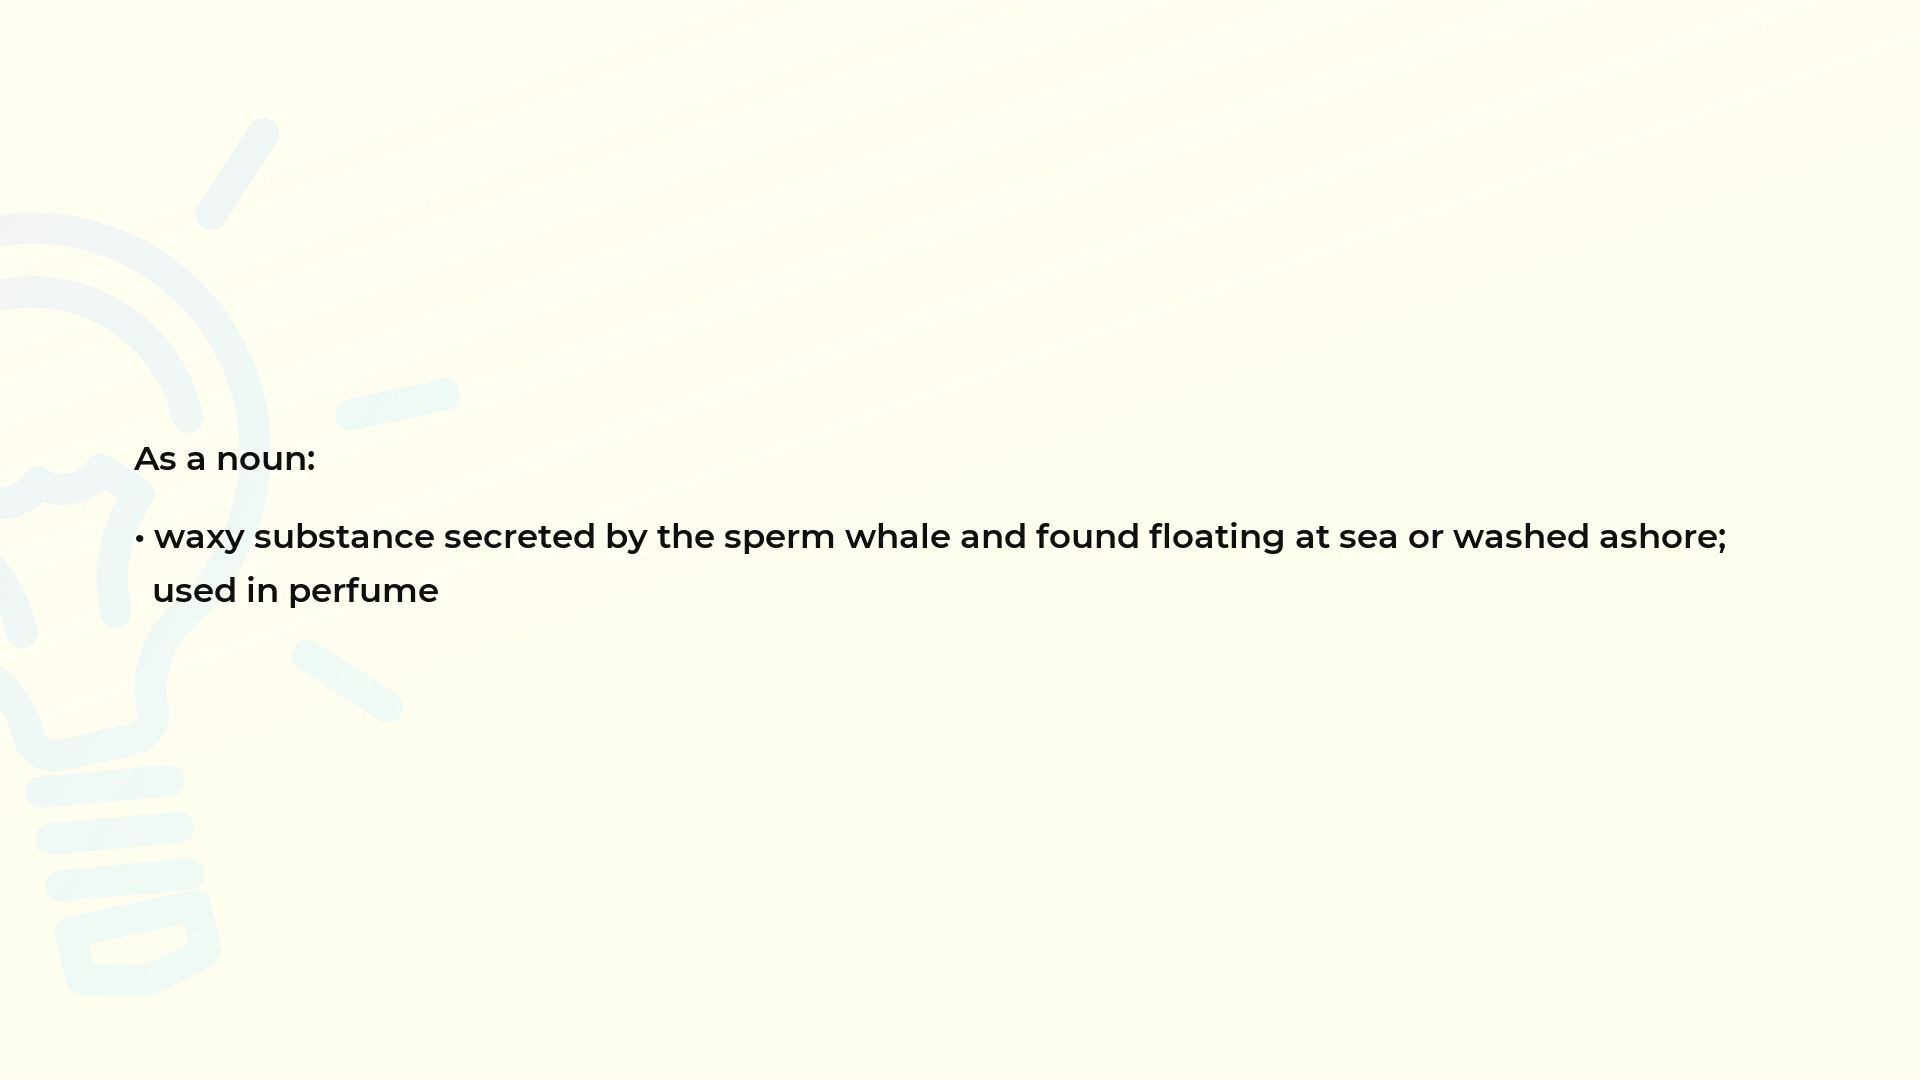 As a noun:
• waxy substance secreted by the sperm whale and found floating at sea or washed ashore;
used in perfume